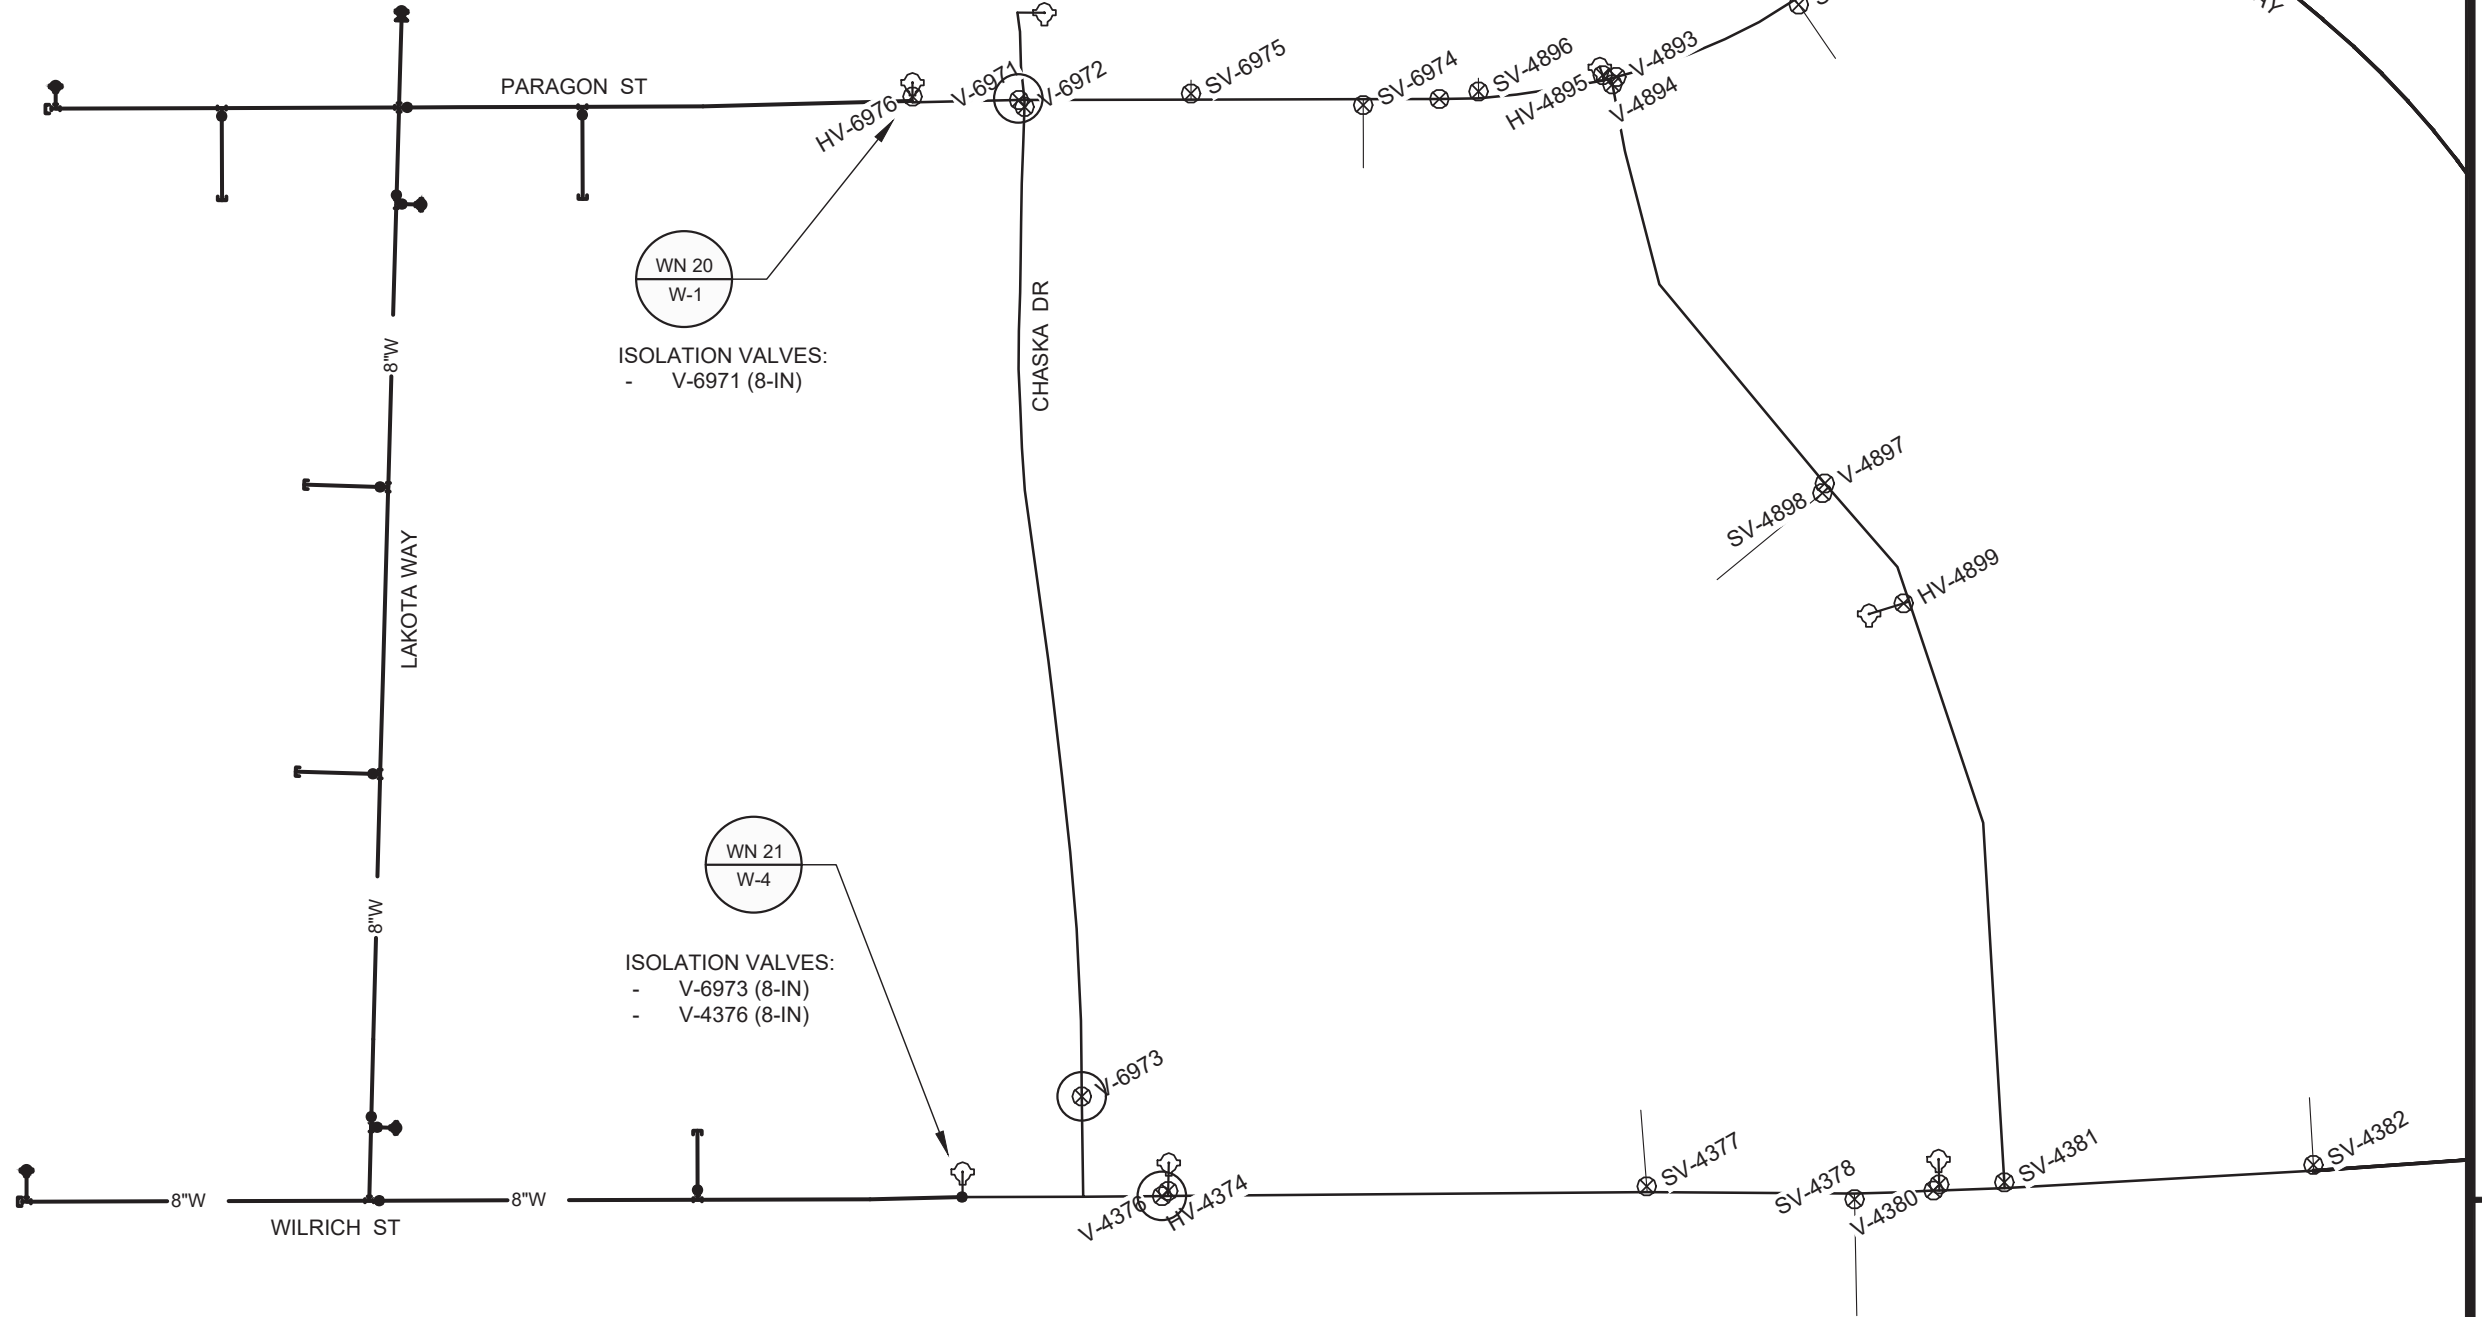 PARAGON ST
HV-6976
V-6971
V-6972
SV-6975
SV-6974
SV-4896
HV-4895
V-4893
V-4894
WN 20
W-1
ISOLATION VALVES:
- V-6971 (8-IN)
CHASKA DR
8"W
LAKOTA WAY
V-4897
SV-4898
HV-4899
WN 21
W-4
8"W
ISOLATION VALVES:
- V-6973 (8-IN)
- V-4376 (8-IN)
V-6973
8"W
8"W
WILRICH ST
V-4376
HV-4374
SV-4377
SV-4378
V-4380
SV-4381
SV-4382